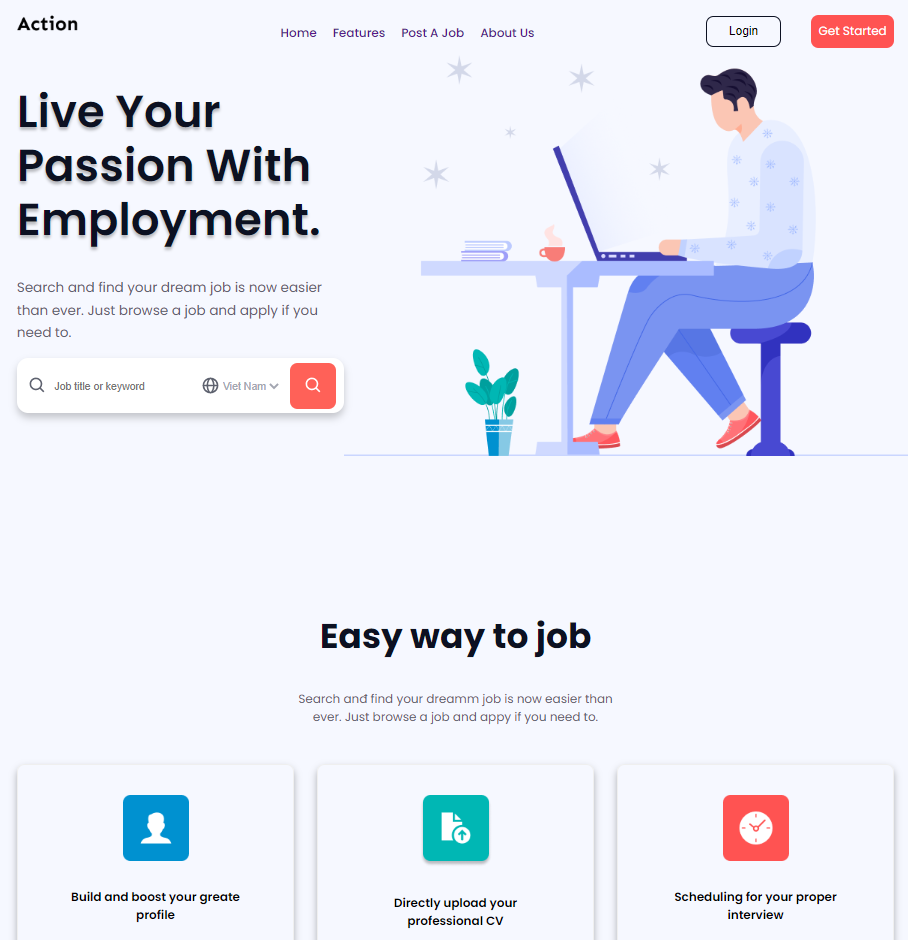 Action
Home Features Post A Job About Us
Login
Get Started
Live Your
Passion With
Employment.
Search and find your dream job is now easier
than ever. Just browse a job and apply if you
need to.
Job title or keyword
Viet Nam
Easy way to job
Search and find your dreamm job is now easier than
ever. Just browse a job and appy if you need to.
Build and boost your greate
profile
Directly upload your
professional CV
Scheduling for your proper
interview